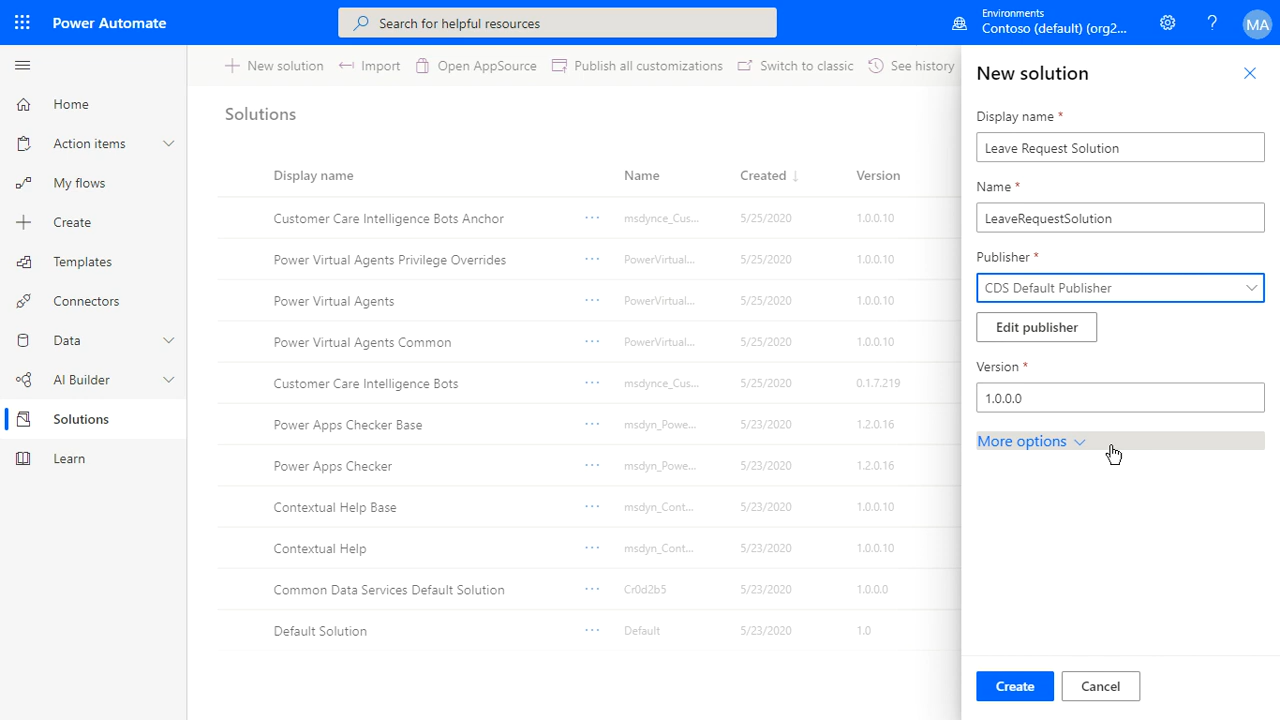 Power Automate
Search for helpful resources
Environments
Contoso (default) (org2...
MA
New solution
Import
Open AppSource
Publish all customizations
Switch to classic
See history
Home
Action items
My flows
Create
Templates
Connectors
Data
AI Builder
Solutions
Learn
Solutions
Display name Name Created Version
Customer Care Intelligence Bots Anchor ··· msdynce_Cus... 5/25/2020 1.0.0.10
Power Virtual Agents Privilege Overrides ··· PowerVirtual... 5/25/2020 1.0.0.10
Power Virtual Agents ··· PowerVirtual... 5/25/2020 1.0.0.10
Power Virtual Agents Common ··· PowerVirtual... 5/25/2020 1.0.0.10
Customer Care Intelligence Bots ··· msdynce_Cus... 5/25/2020 0.1.7.219
Power Apps Checker Base ··· msdyn_Powe... 5/23/2020 1.2.0.16
Power Apps Checker ··· msdyn_Powe... 5/23/2020 1.2.0.16
Contextual Help Base ··· msdyn_Cont... 5/23/2020 1.0.0.10
Contextual Help ··· msdyn_Cont... 5/23/2020 1.0.0.10
Common Data Services Default Solution ··· Cr0d2b5 5/23/2020 1.0.0.0
Default Solution ··· Default 5/23/2020 1.0
New solution
Display name *
Leave Request Solution
Name *
LeaveRequestSolution
Publisher *
CDS Default Publisher
Edit publisher
Version *
1.0.0.0
More options
Create
Cancel